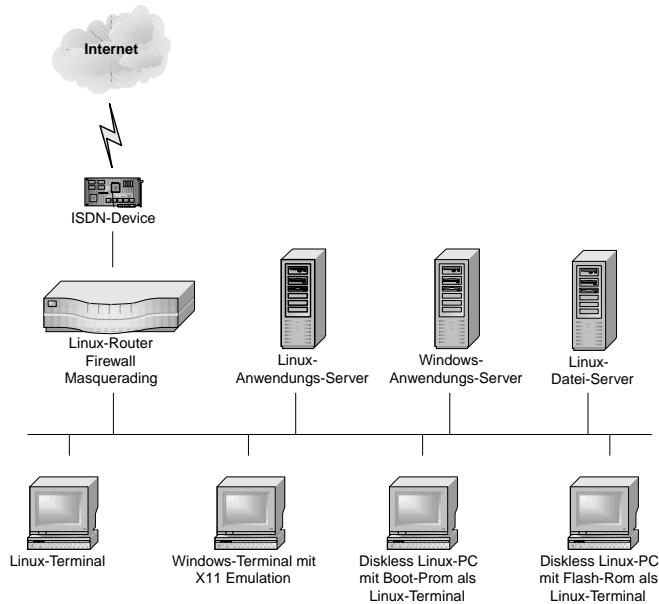 Internet
ISDN-Device
Linux-Router
Firewall
Masquerading
Linux-
Anwendungs-Server
Windows-
Anwendungs-Server
Linux-
Datei-Server
Linux-Terminal
Windows-Terminal mit
X11 Emulation
Diskless Linux-PC
mit Boot-Prom als
Linux-Terminal
Diskless Linux-PC
mit Flash-Rom als
Linux-Terminal